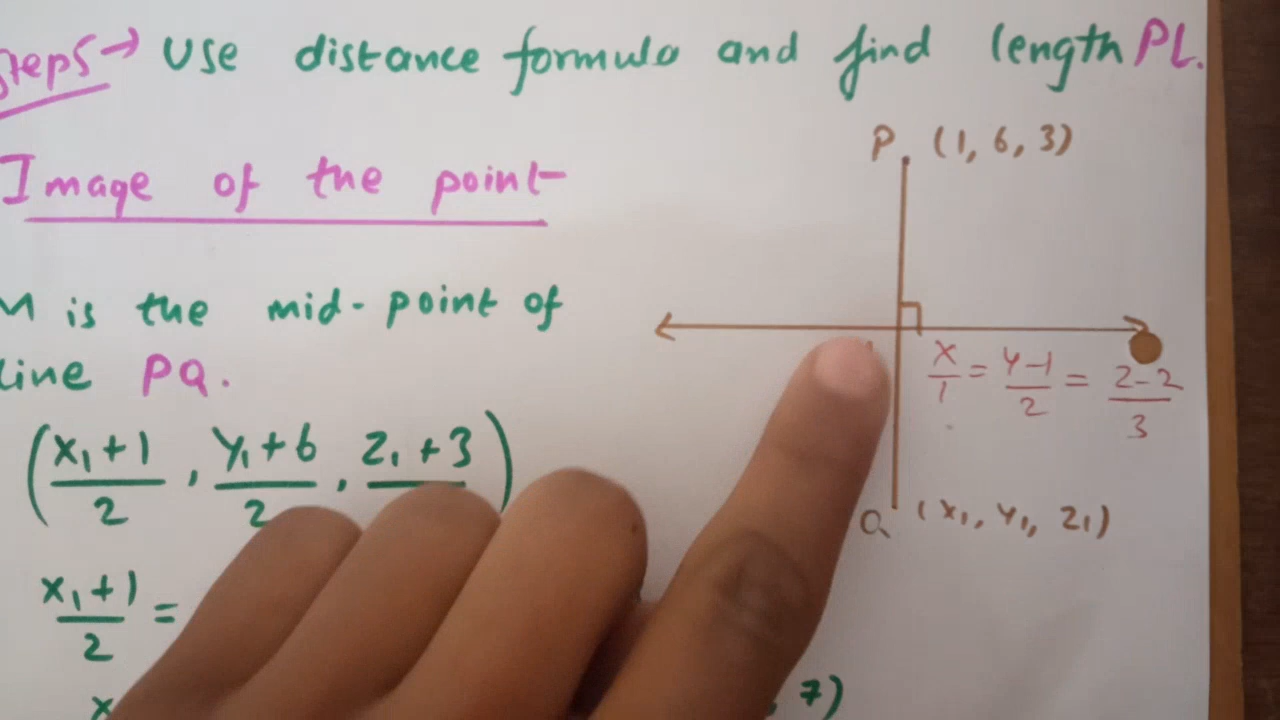 Steps → Use distance formula and find length PL.
P (1, 6, 3)
Image of the point
M is the mid-point of
line PQ.
x/1 = y-1/2 = z-2/3
(x₁+1/2, y₁+6/2, z₁+3
Q (x₁, y₁, z₁)
x₁+1/2 =
x
, 7)